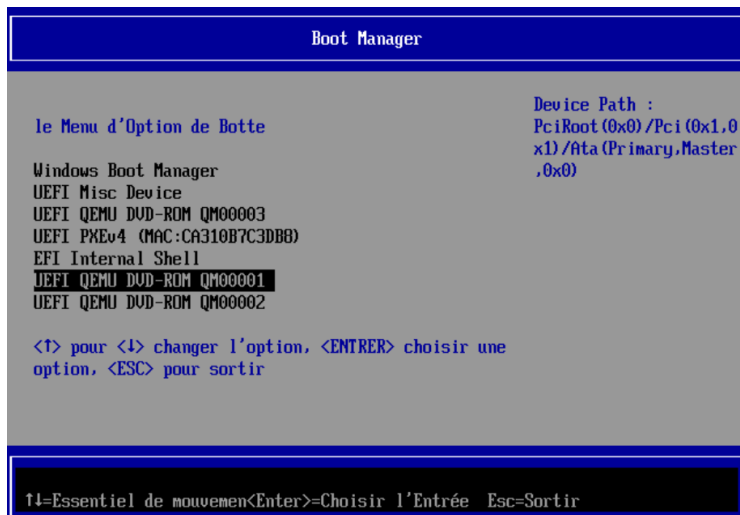 Boot Manager
le Menu d'Option de Botte
Windows Boot Manager
UEFI Misc Device
UEFI QEMU DVD-ROM QM00003
UEFI PXEv4 (MAC:CA310B7C3DB8)
EFI Internal Shell
UEFI QEMU DVD-ROM QM00001
UEFI QEMU DVD-ROM QM00002
<↑> pour <↓> changer l'option, <ENTRER> choisir une
option, <ESC> pour sortir
Device Path :
PciRoot(0x0)/Pci(0x1,0
x1)/Ata(Primary,Master
,0x0)
↑↓=Essentiel de mouvemen<Enter>=Choisir l'Entrée Esc=Sortir